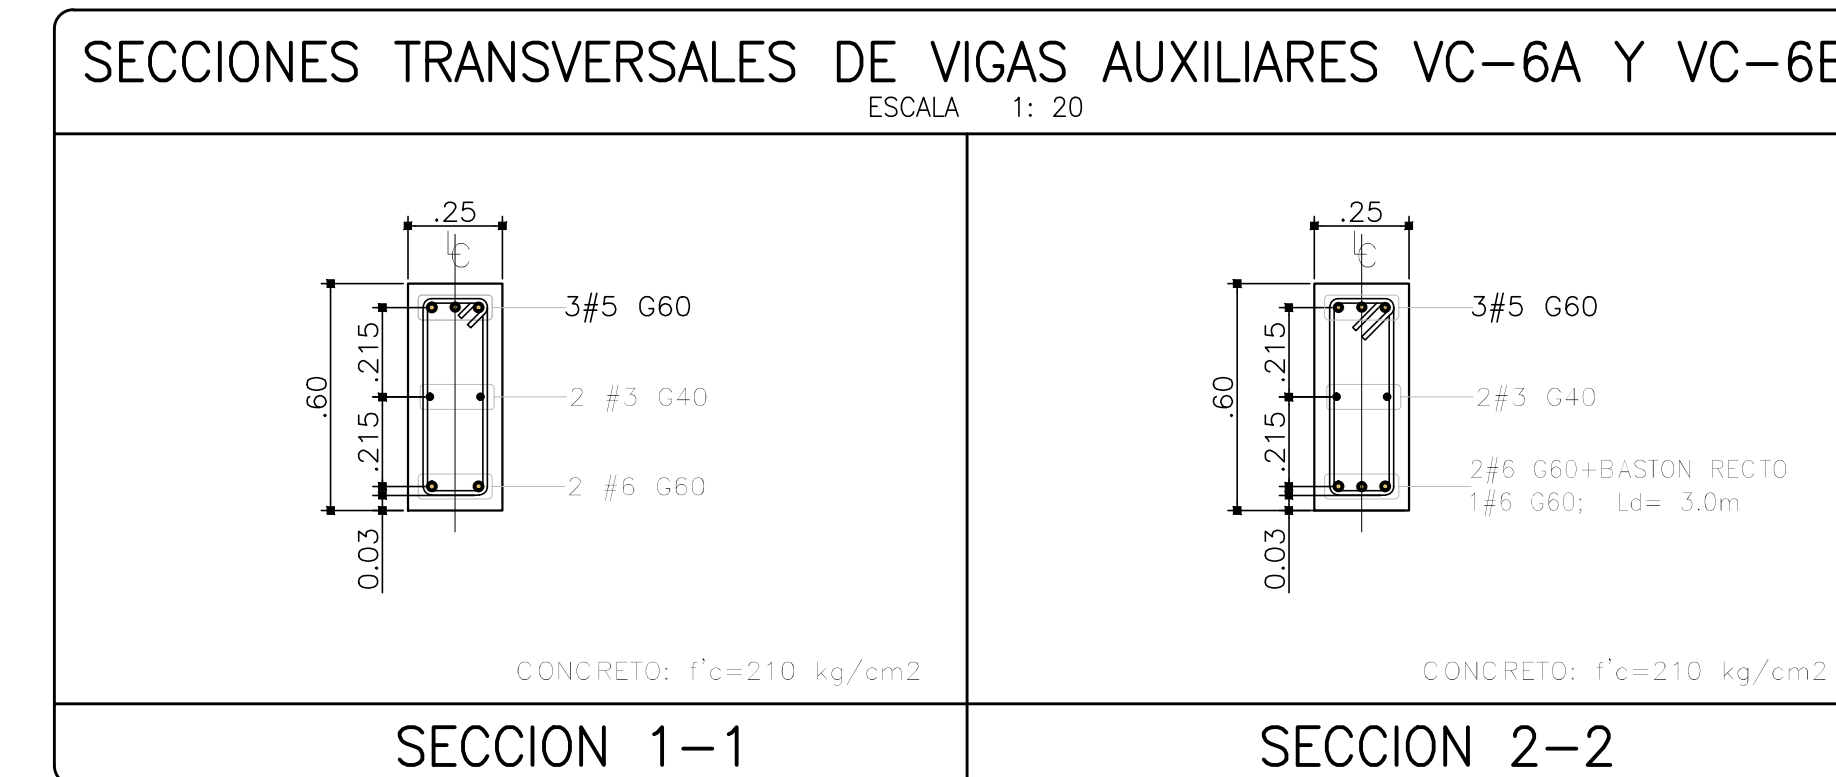 SECCIONES TRANSVERSALES DE VIGAS AUXILIARES VC-6A Y VC-6B
ESCALA 1: 20
.25
℄
3#5 G60
.215
2 #3 G40
.60
.215
2 #6 G60
0.03
CONCRETO: f'c=210 kg/cm2
SECCION 1-1
.25
℄
3#5 G60
.215
2#3 G40
.60
.215
2#6 G60+BASTON RECTO
1#6 G60; Ld= 3.0m
0.03
CONCRETO: f'c=210 kg/cm2
SECCION 2-2